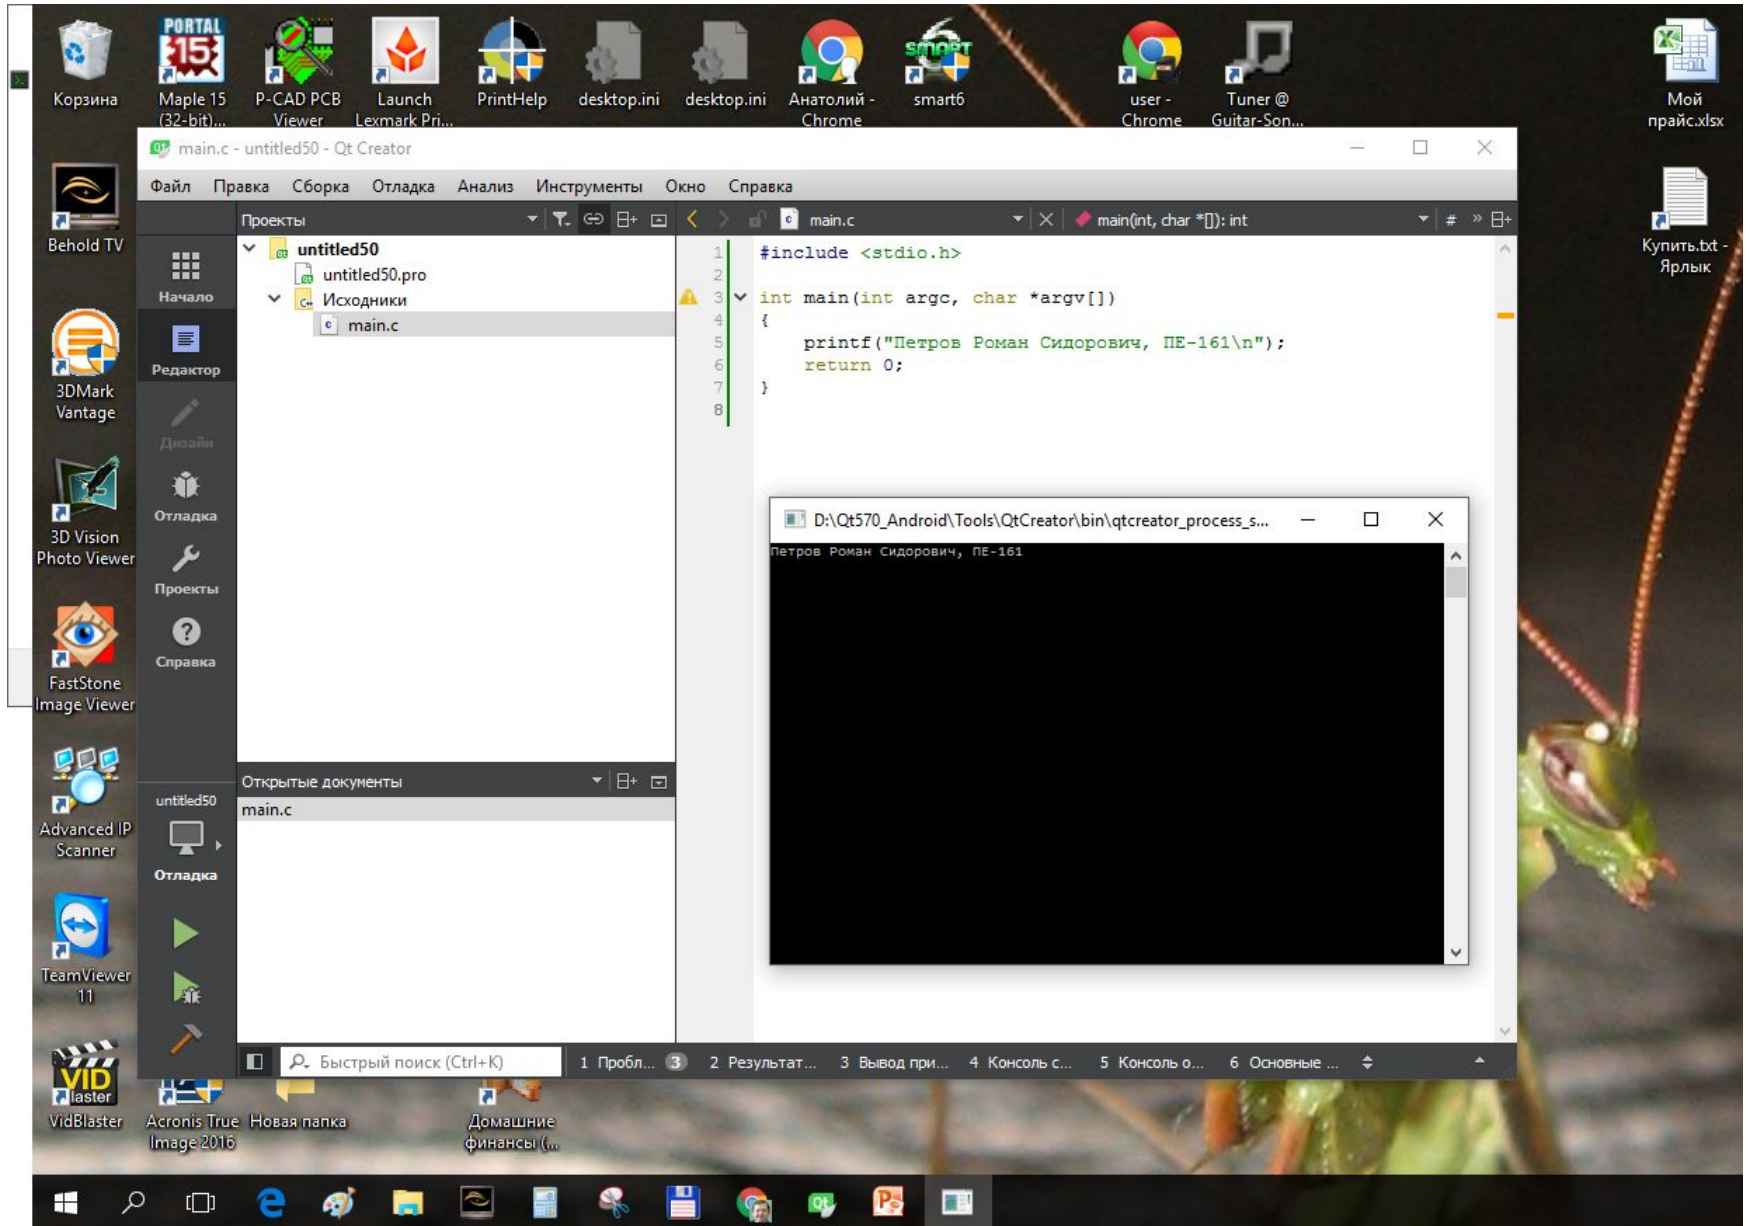 PORTAL
15
SMART
Корзина
Maple 15
(32-bit)...
P-CAD PCB
Viewer
Launch
Lexmark Pri...
PrintHelp
desktop.ini
desktop.ini
Анатолий -
Chrome
smart6
user -
Chrome
Tuner @
Guitar-Son...
Мой
прайс.xlsx
main.c - untitled50 - Qt Creator
Файл Правка Сборка Отладка Анализ Инструменты Окно Справка
Проекты
main.c
main(int, char *[]): int
#
Behold TV
Купить.txt -
Ярлык
Начало
Редактор
Дизайн
Отладка
Проекты
Справка
untitled50
untitled50.pro
Исходники
main.c
1 #include <stdio.h>
2
3 int main(int argc, char *argv[])
4 {
5 printf("Петров Роман Сидорович, ПЕ-161\n");
6 return 0;
7 }
8
3DMark
Vantage
3D Vision
Photo Viewer
D:\Qt570_Android\Tools\QtCreator\bin\qtcreator_process_s...
Петров Роман Сидорович, ПЕ-161
FastStone
Image Viewer
Advanced IP
Scanner
Открытые документы
main.c
untitled50
Отладка
TeamViewer
11
Быстрый поиск (Ctrl+K)
1 Пробл... 3 2 Результат... 3 Вывод при... 4 Консоль с... 5 Консоль о... 6 Основные ...
VID
Blaster
VidBlaster
Acronis True
Image 2016
Новая папка
Домашние
финансы (...